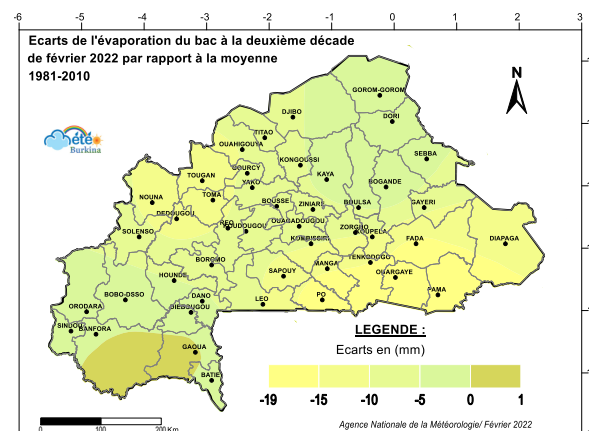 -6 -5 -4 -3 -2 -1 0 1 2 3
Ecarts de l'évaporation du bac à la deuxième décade
de février 2022 par rapport à la moyenne
1981-2010
N
météo
Burkina
GOROM-GOROM
DJIBO
DORI
TITAO
OUAHIGOUYA
SEBBA
KONGOUSSI
GOURCY
TOUGAN
KAYA
YAKO
BOGANDE
NOUNA
TOMA
BOUSSE
ZINIARE
BOULSA
GAYERI
DEDOUGOU
OUAGADOUGOU
REO
KOUDOUGOU
ZORGHO
KOUPELA
SOLENSO
KOMBISSIRI
FADA
DIAPAGA
BOROMO
MANGA
TENKODOGO
HOUNDE
SAPOUY
OUARGAYE
BOBO-DSSO
DANO
LEO
PO
PAMA
ORODARA
DIEBOUGOU
SINDOU
BANFORA
GAOUA
BATIE
LEGENDE :
Ecarts en (mm)
-19 -15 -10 -5 0 1
0 100 200 Km
Agence Nationale de la Météorologie/ Février 2022